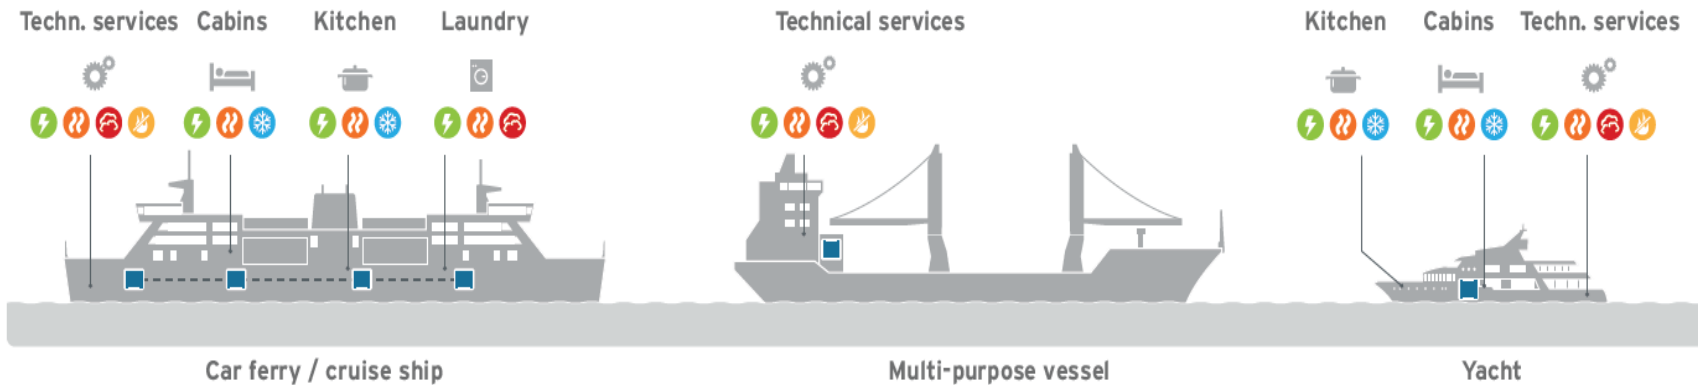 Techn. services Cabins Kitchen Laundry
Technical services
Kitchen Cabins Techn. services
Car ferry / cruise ship
Multi-purpose vessel
Yacht